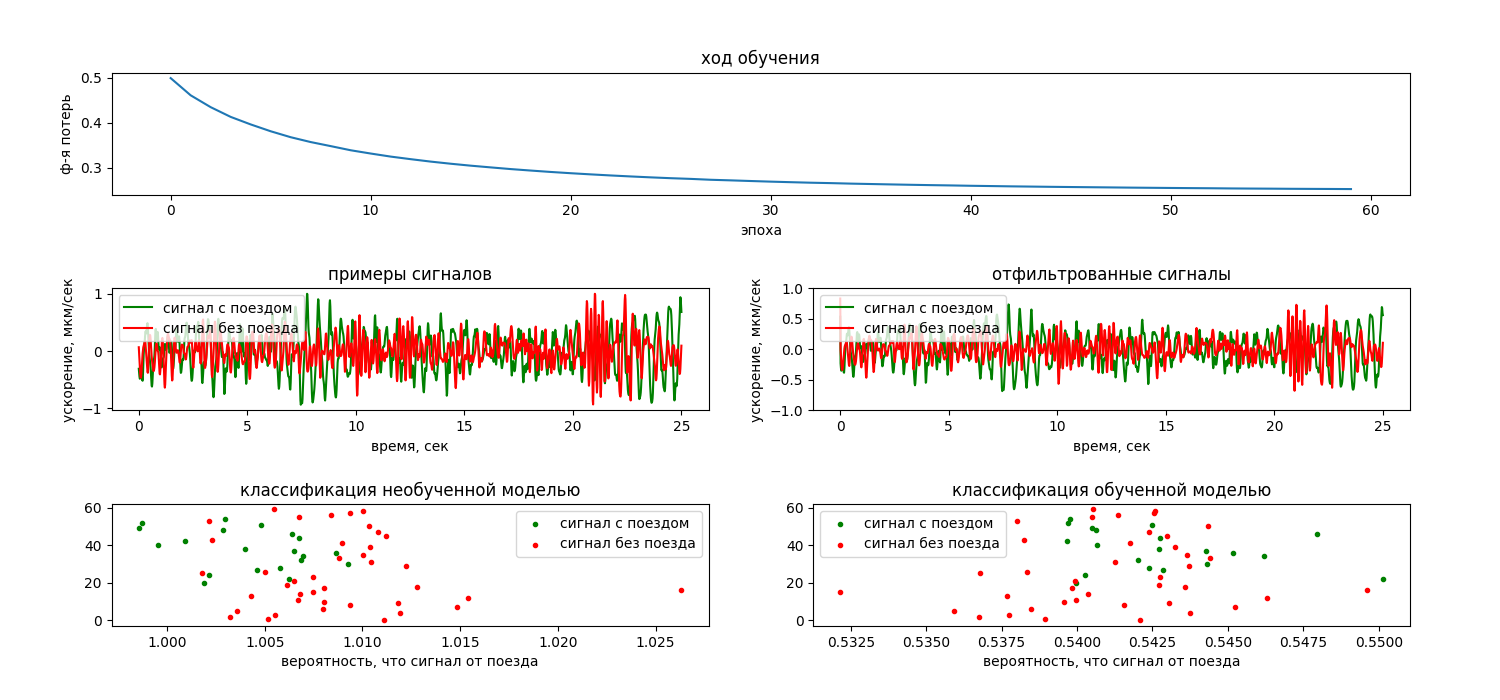 ход обучения
ф-я потерь
0.5
0.4
0.3
0 10 20 30 40 50 60
эпоха
примеры сигналов
ускорение, мкм/сек
1
0
−1
сигнал с поездом
сигнал без поезда
0 5 10 15 20 25
время, сек
отфильтрованные сигналы
ускорение, мкм/сек
1.0
0.5
0.0
−0.5
−1.0
сигнал с поездом
сигнал без поезда
0 5 10 15 20 25
время, сек
классификация необученной моделью
60
40
20
0
сигнал с поездом
сигнал без поезда
1.000 1.005 1.010 1.015 1.020 1.025
вероятность, что сигнал от поезда
классификация обученной моделью
60
40
20
0
сигнал с поездом
сигнал без поезда
0.5325 0.5350 0.5375 0.5400 0.5425 0.5450 0.5475 0.5500
вероятность, что сигнал от поезда